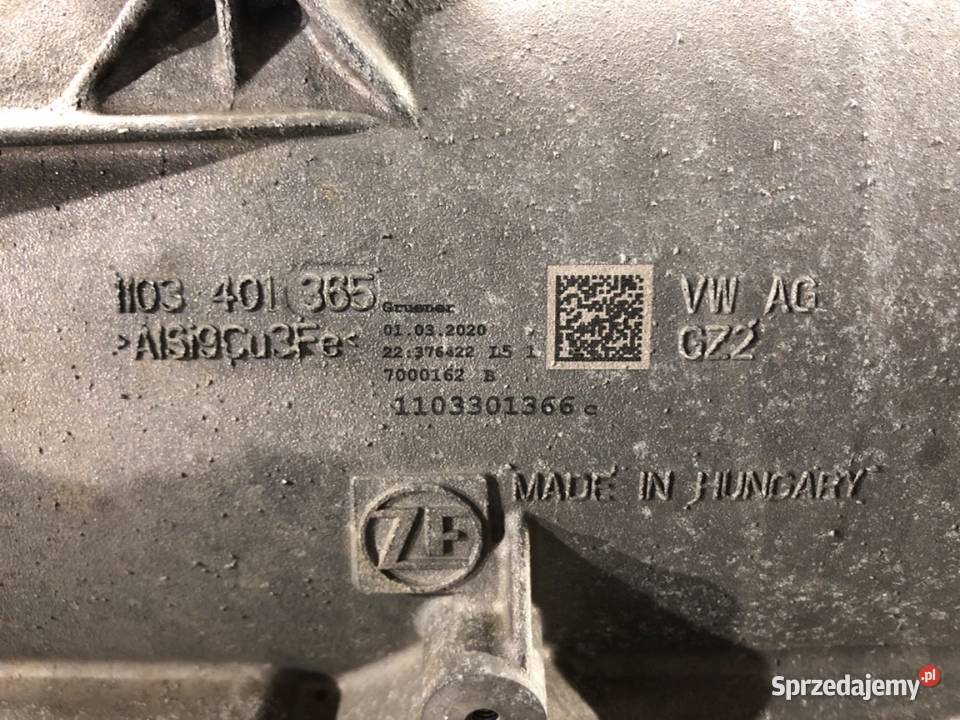 1103 401 365
>AlSi9Cu3Fe<
Gruener
01.03.2020
22:376422 L5 1
7000162 B
1103301366 c
VW AG
GZ2
MADE IN HUNGARY
ZF
Sprzedajemy.pl